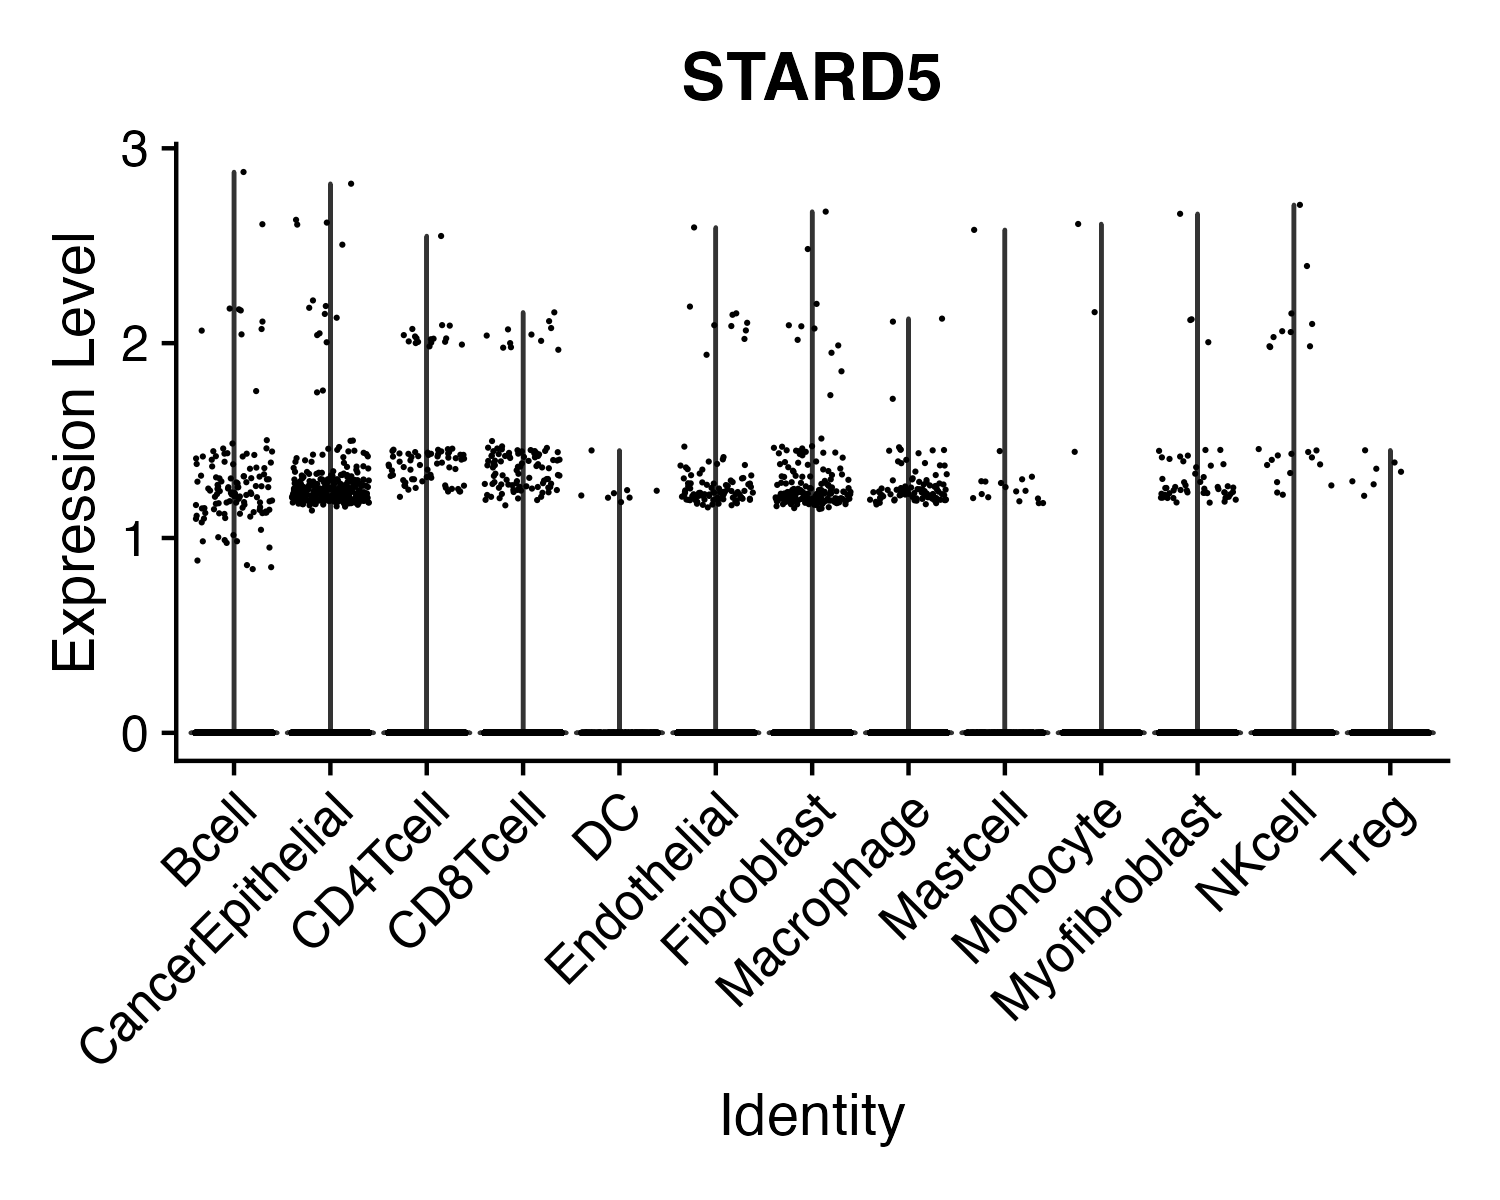 STARD5
Expression Level
3
2
1
0
Bcell
CancerEpithelial
CD4Tcell
CD8Tcell
DC
Endothelial
Fibroblast
Macrophage
Mastcell
Monocyte
Myofibroblast
NKcell
Treg
Identity